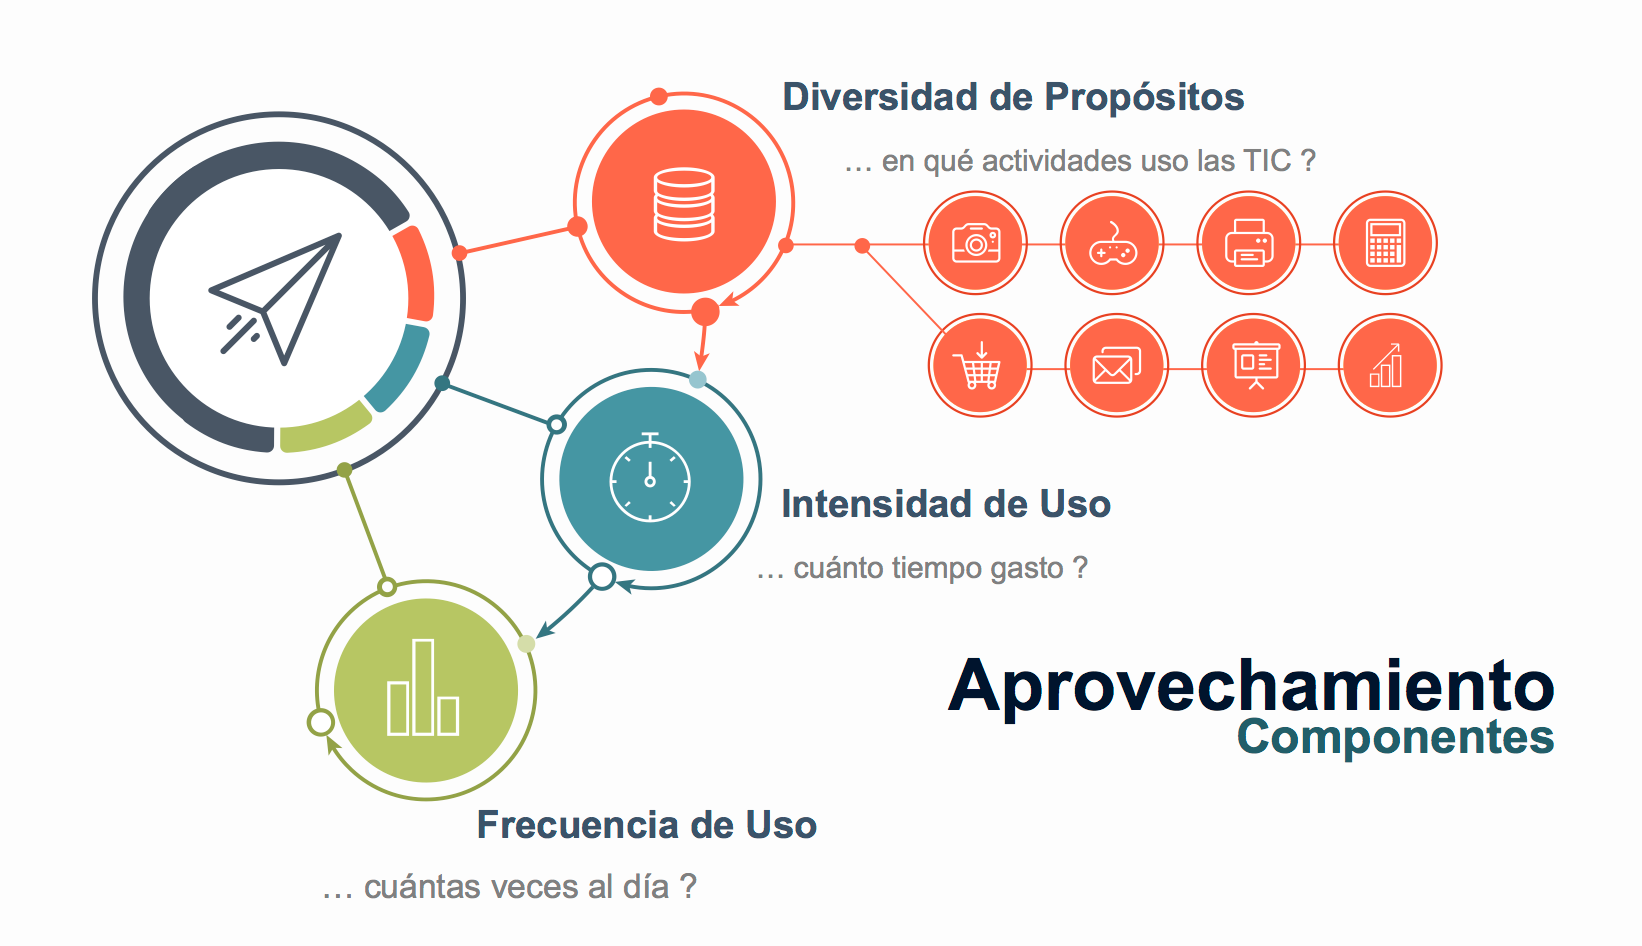 Diversidad de Propósitos
… en qué actividades uso las TIC ?
Intensidad de Uso
… cuánto tiempo gasto ?
Aprovechamiento
Componentes
Frecuencia de Uso
… cuántas veces al día ?